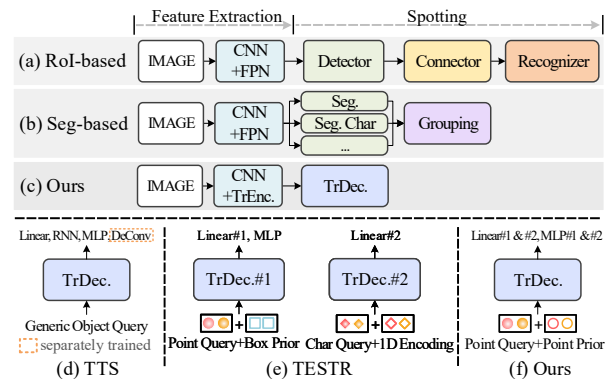 Feature Extraction Spotting
(a) RoI-based IMAGE CNN +FPN Detector Connector Recognizer
(b) Seg-based IMAGE CNN +FPN Seg. Seg. Char ... Grouping
(c) Ours IMAGE CNN +TrEnc. TrDec.
Linear, RNN, MLP, DeConv
TrDec.
Generic Object Query
separately trained
(d) TTS
Linear#1, MLP Linear#2
TrDec.#1 TrDec.#2
+ +
Point Query+Box Prior Char Query+1D Encoding
(e) TESTR
Linear#1 & #2, MLP#1 & #2
TrDec.
+
Point Query+Point Prior
(f) Ours